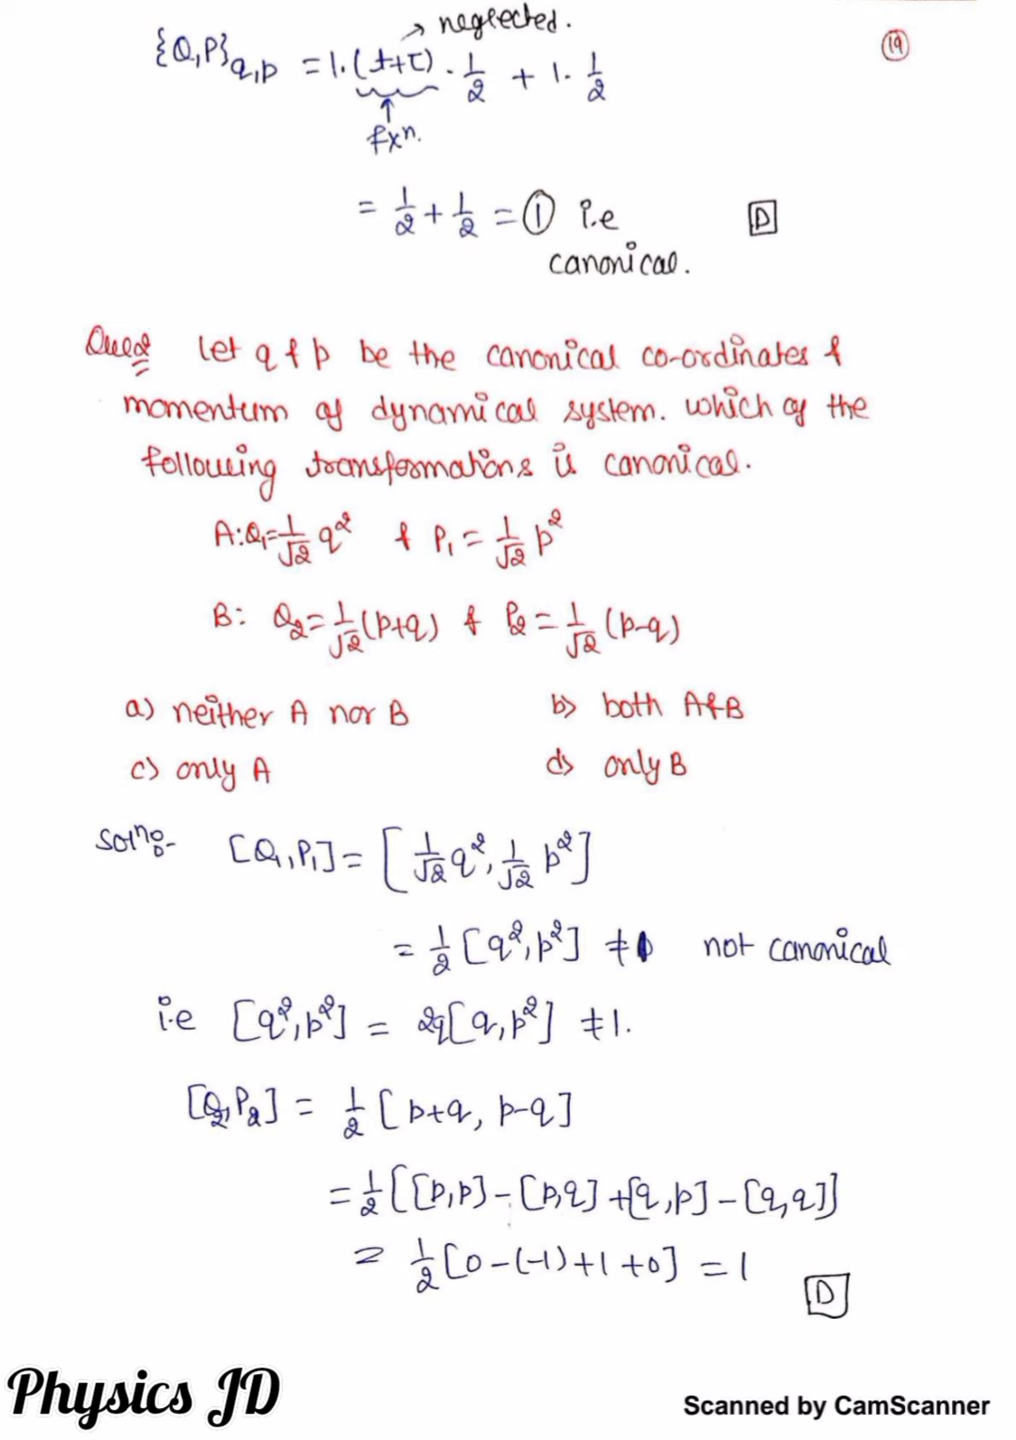 → neglected.
{Q,P}q,p = 1.(t+τ).1/2 + 1.1/2
⑲
↑
fxn.
= 1/2 + 1/2 = ① i.e D
canonical.
Ques let q & p be the canonical co-ordinates &
momentum of dynamical system. which of the
following transformations is canonical.
A: Q₁ = 1/√2 q² & P₁ = 1/√2 p²
B: Q₂ = 1/√2 (p+q) & P₂ = 1/√2 (p-q)
a) neither A nor B b) both A&B
c) only A d) only B
Soln:- [Q₁,P₁] = [1/√2 q², 1/√2 p²]
= 1/2 [q²,p²] ≠ 1 not canonical
i.e [q²,p²] = 2q[q,p²] ≠ 1.
[Q₂,P₂] = 1/2 [p+q, p-q]
= 1/2 [[p,p] - [p,q] + [q,p] - [q,q]]
= 1/2 [0-(-1)+1+0] = 1
D
Physics JD
Scanned by CamScanner